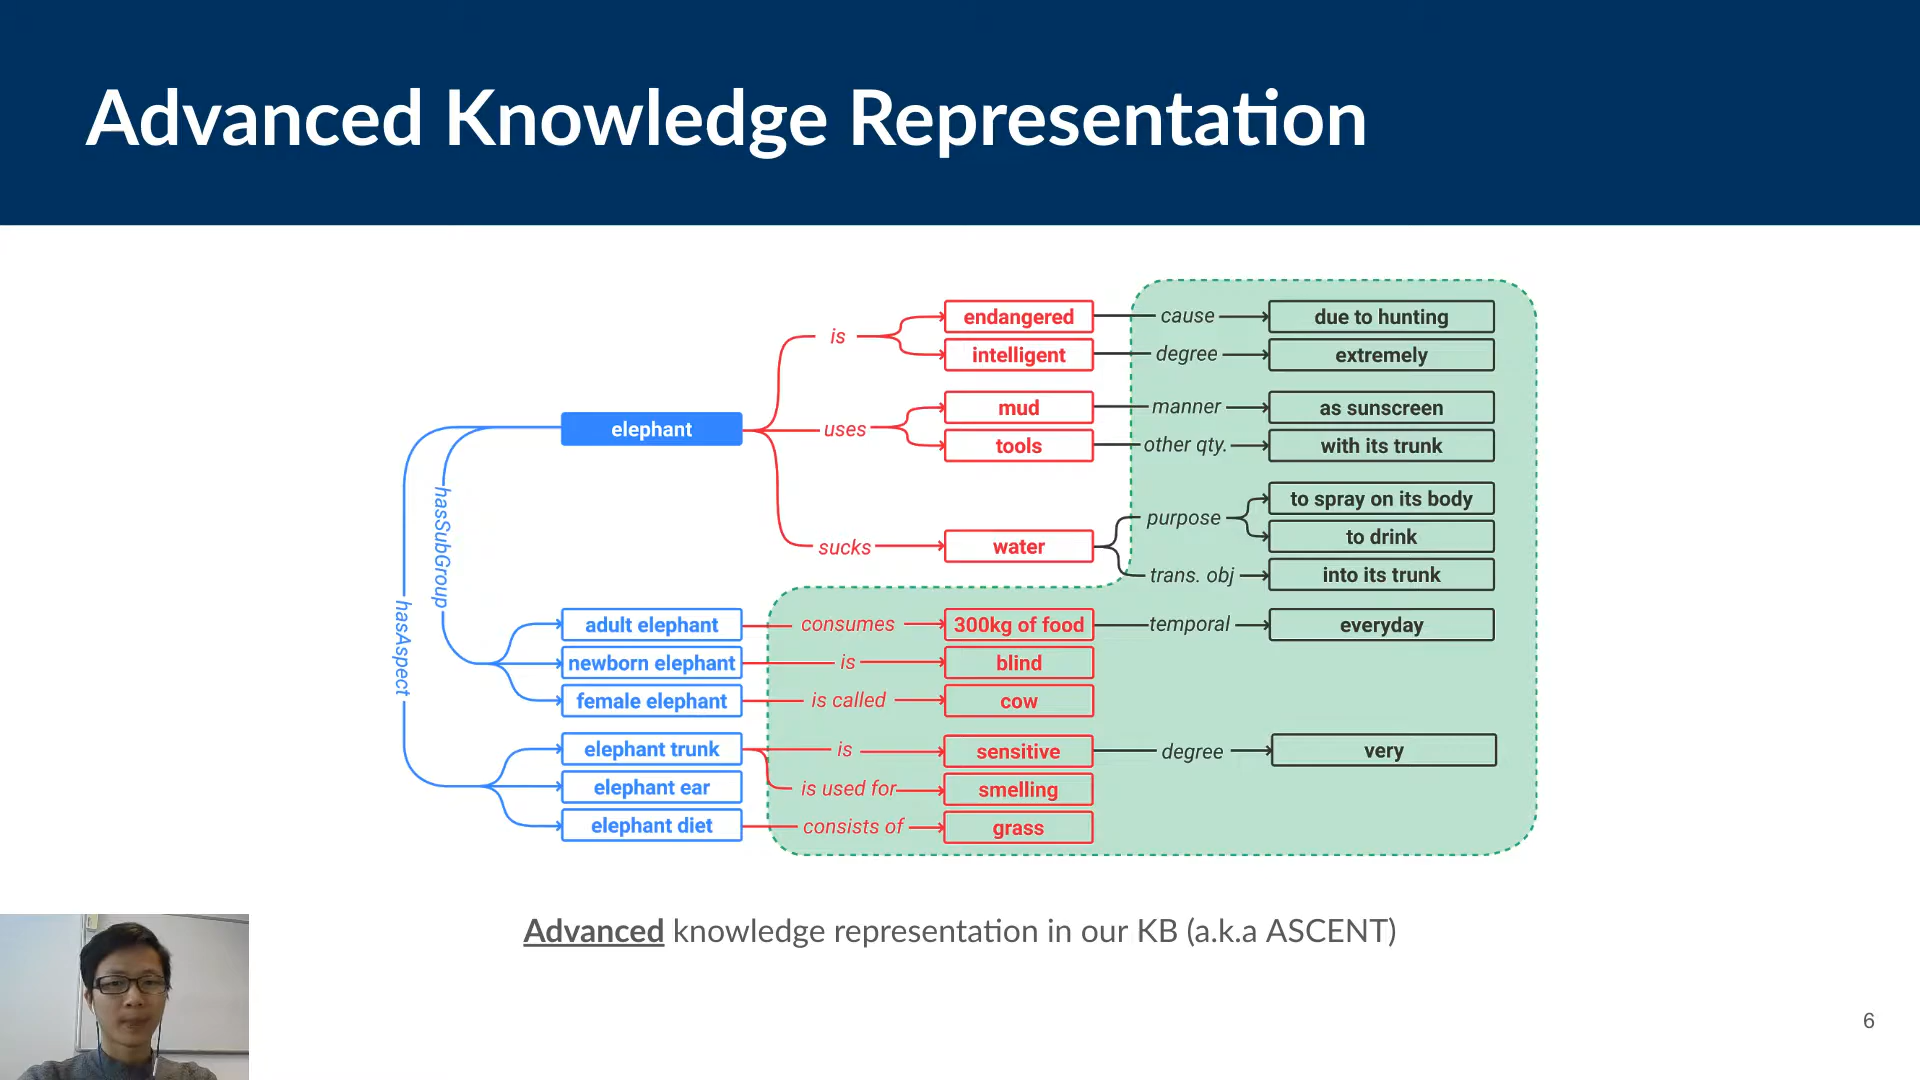 Advanced Knowledge Representation
is
endangered
cause
due to hunting
intelligent
degree
extremely
elephant
uses
mud
manner
as sunscreen
tools
other qty.
with its trunk
sucks
water
purpose
to spray on its body
to drink
trans. obj
into its trunk
hasSubGroup
hasAspect
adult elephant
consumes
300kg of food
temporal
everyday
newborn elephant
is
blind
female elephant
is called
cow
elephant trunk
is
sensitive
degree
very
is used for
smelling
elephant ear
elephant diet
consists of
grass
Advanced knowledge representation in our KB (a.k.a ASCENT)
6